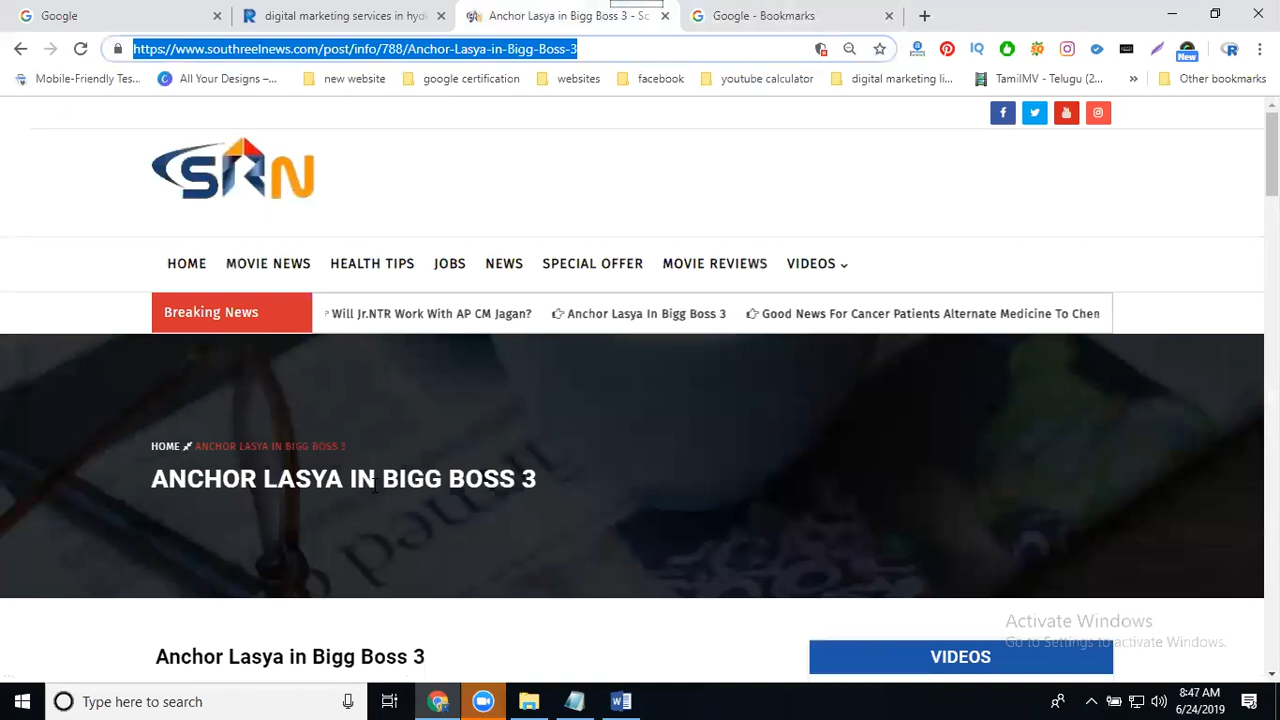 Google
digital marketing services in hyd
Anchor Lasya in Bigg Boss 3 - Sc
Google - Bookmarks
https://www.southreelnews.com/post/info/788/Anchor-Lasya-in-Bigg-Boss-3
New
Mobile-Friendly Tes...
All Your Designs –...
new website
google certification
websites
facebook
youtube calculator
digital marketing li...
TamilMV - Telugu (2...
»
Other bookmarks
SRN
HOME
MOVIE NEWS
HEALTH TIPS
JOBS
NEWS
SPECIAL OFFER
MOVIE REVIEWS
VIDEOS
Breaking News
Will Jr.NTR Work With AP CM Jagan?
Anchor Lasya In Bigg Boss 3
Good News For Cancer Patients Alternate Medicine To Chem
HOME ANCHOR LASYA IN BIGG BOSS 3
ANCHOR LASYA IN BIGG BOSS 3
Anchor Lasya in Bigg Boss 3
VIDEOS
Activate Windows
Go to Settings to activate Windows.
Type here to search
8:47 AM
6/24/2019